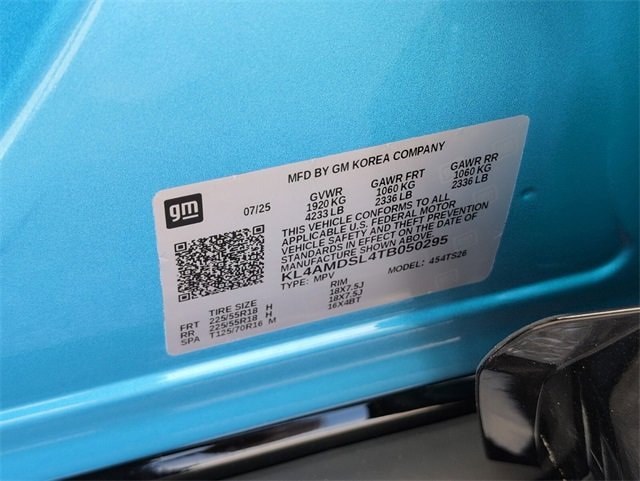 MFD BY GM KOREA COMPANY
gm
07/25
GVWR GAWR FRT GAWR RR
1920 KG 1060 KG 1060 KG
4233 LB 2336 LB 2336 LB
THIS VEHICLE CONFORMS TO ALL
APPLICABLE U.S. FEDERAL MOTOR
VEHICLE SAFETY AND THEFT PREVENTION
STANDARDS IN EFFECT ON THE DATE OF
MANUFACTURE SHOWN ABOVE.
KL4AMDSL4TB050295
TYPE: MPV MODEL: 4S4TS26
TIRE SIZE RIM
FRT 225/55R18 H 18X7.5J
RR 225/55R18 H 18X7.5J
SPA T125/70R16 M 16X4BT